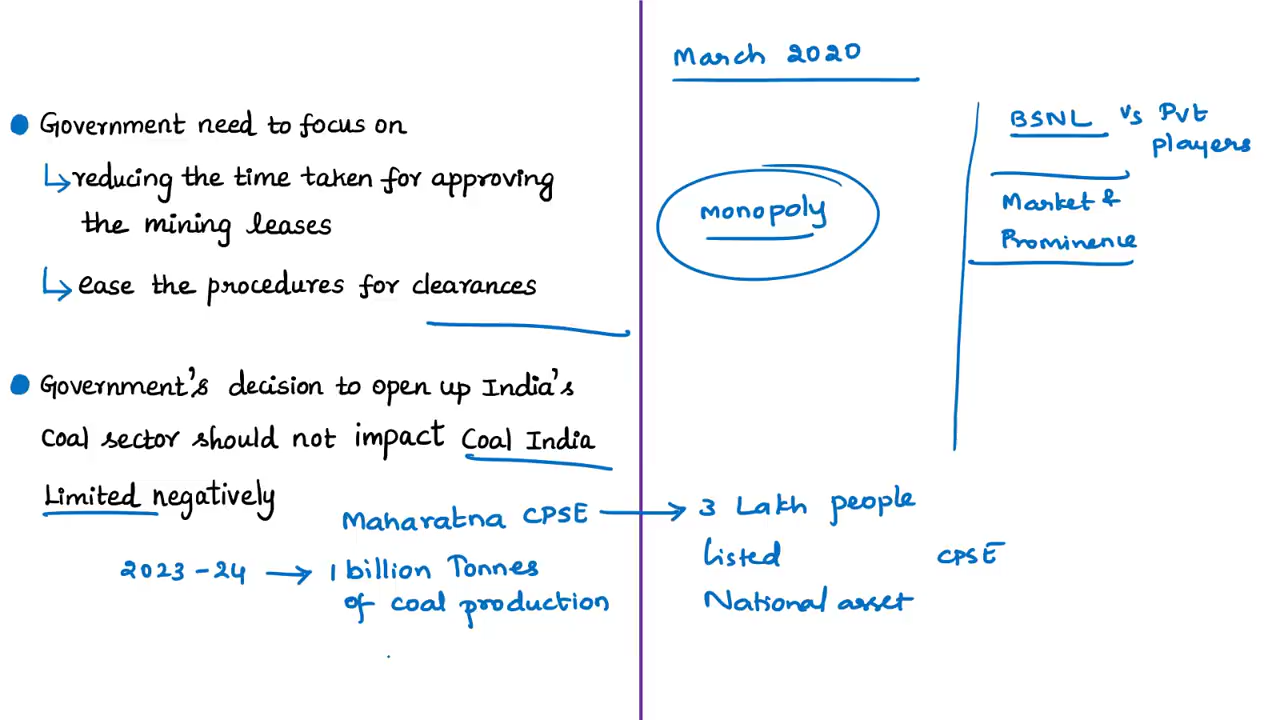 Government need to focus on
reducing the time taken for approving
the mining leases
ease the procedures for clearances
Government's decision to open up India's
Coal sector should not impact Coal India
Limited negatively
Maharatna CPSE
2023-24 → 1 billion Tonnes
of coal production
March 2020
monopoly
BSNL vs Pvt
players
Market &
Prominence
3 Lakh people
Listed CPSE
National asset